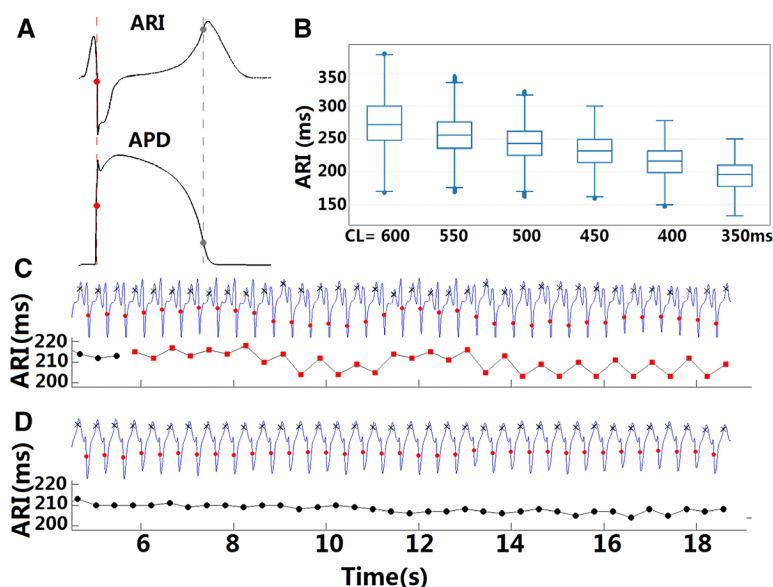 A
ARI
APD
B
ARI (ms)
350
300
250
200
150
CL= 600 550 500 450 400 350ms
C
ARI(ms)
220
210
200
D
ARI(ms)
220
210
200
6 8 10 12 14 16 18
Time(s)